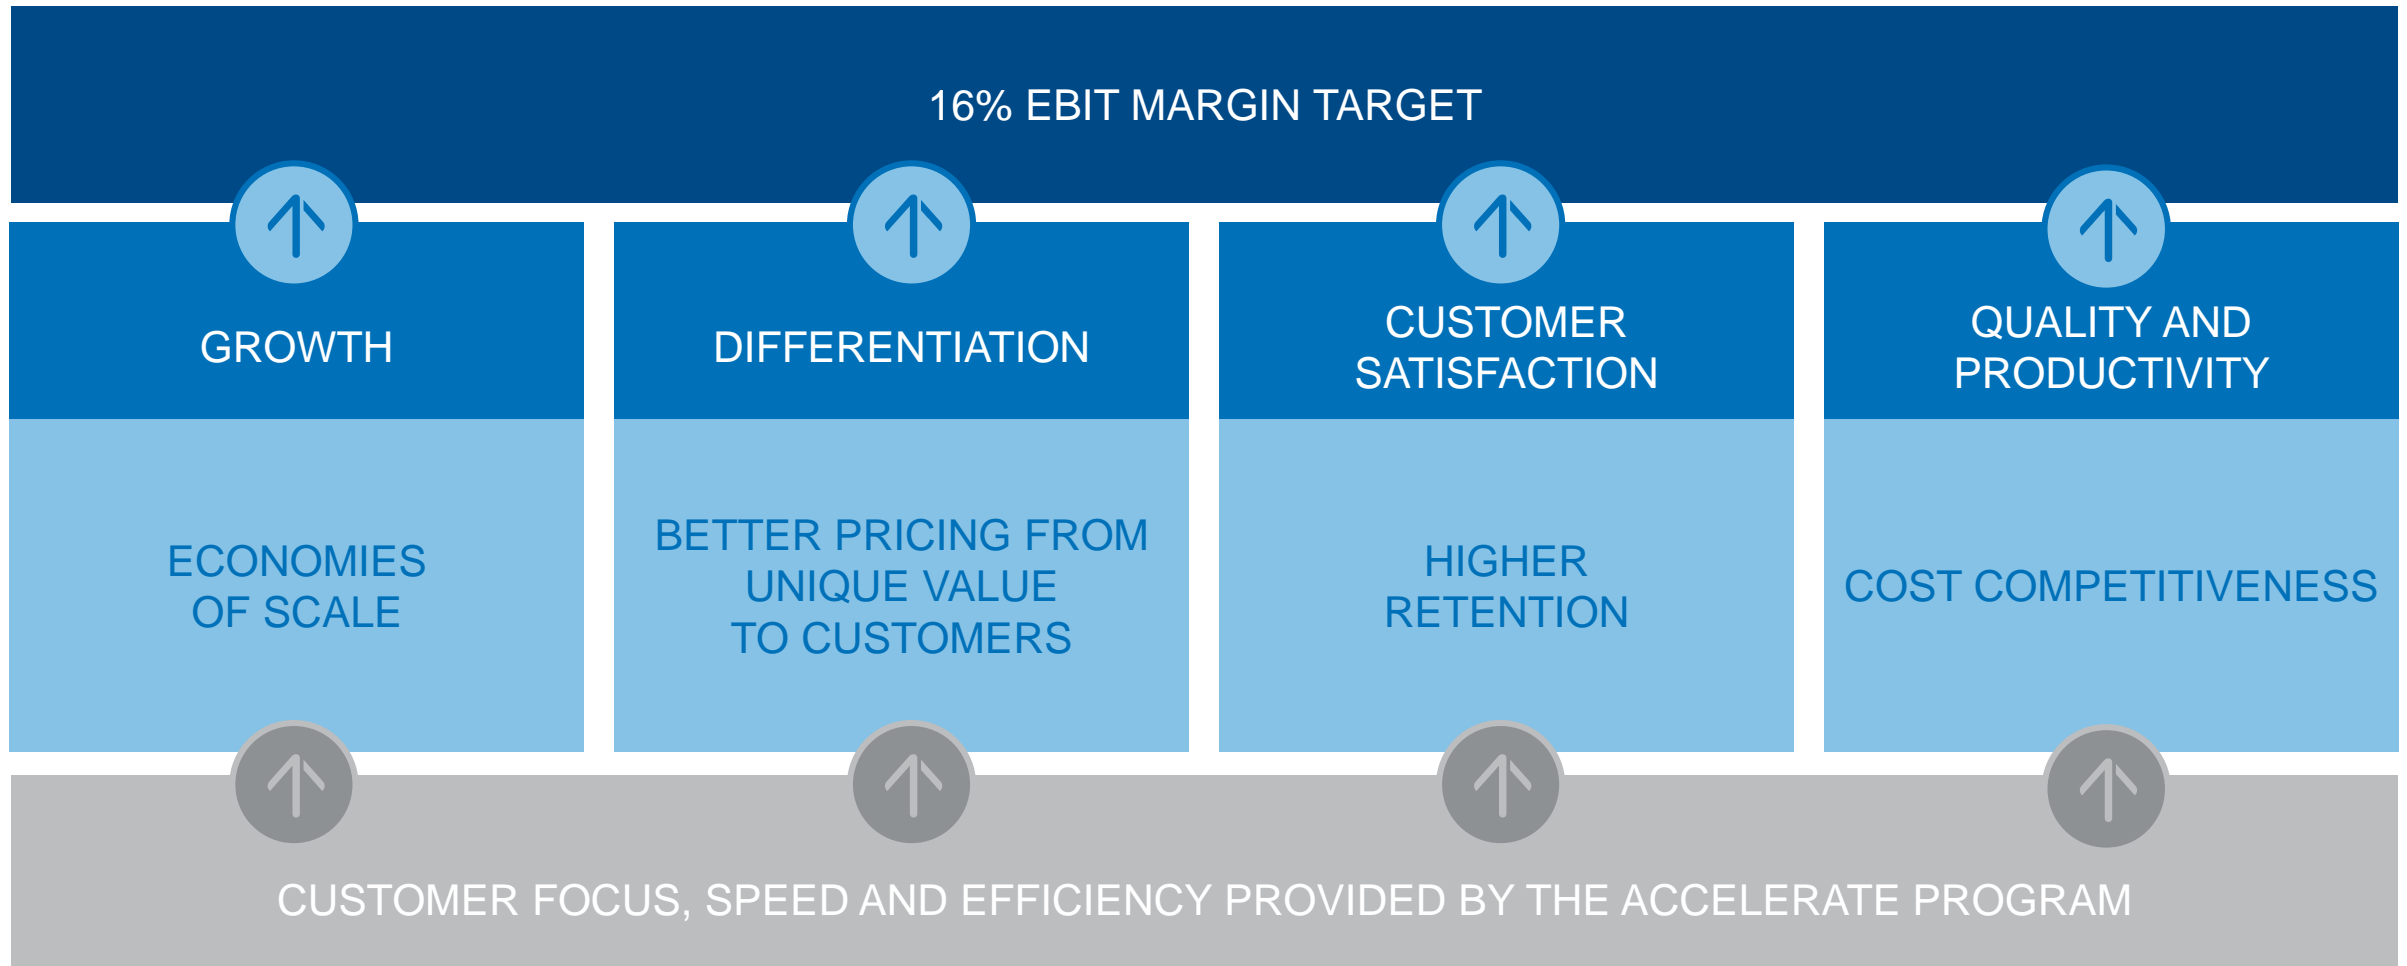 16% EBIT MARGIN TARGET
GROWTH
ECONOMIES
OF SCALE
DIFFERENTIATION
BETTER PRICING FROM
UNIQUE VALUE
TO CUSTOMERS
CUSTOMER
SATISFACTION
HIGHER
RETENTION
QUALITY AND
PRODUCTIVITY
COST COMPETITIVENESS
CUSTOMER FOCUS, SPEED AND EFFICIENCY PROVIDED BY THE ACCELERATE PROGRAM